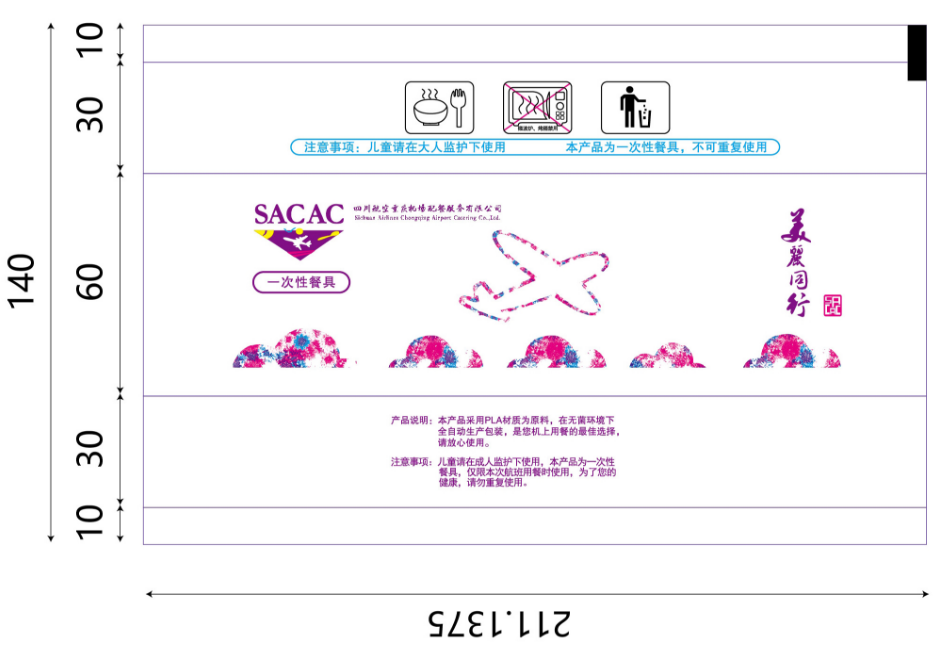 10
30
微波炉、烤箱禁用
注意事项：儿童请在大人监护下使用
本产品为一次性餐具，不可重复使用
140
60
SACAC
四川航空重庆机场配餐服务有限公司
Sichuan Airlines Chongqing Airport Catering Co.,Ltd.
一次性餐具
美丽同行
30
产品说明：本产品采用PLA材质为原料，在无菌环境下
全自动生产包装，是您机上用餐的最佳选择，
请放心使用。
注意事项：儿童请在成人监护下使用，本产品为一次性
餐具，仅限本次航班用餐时使用，为了您的
健康，请勿重复使用。
10
211.1375